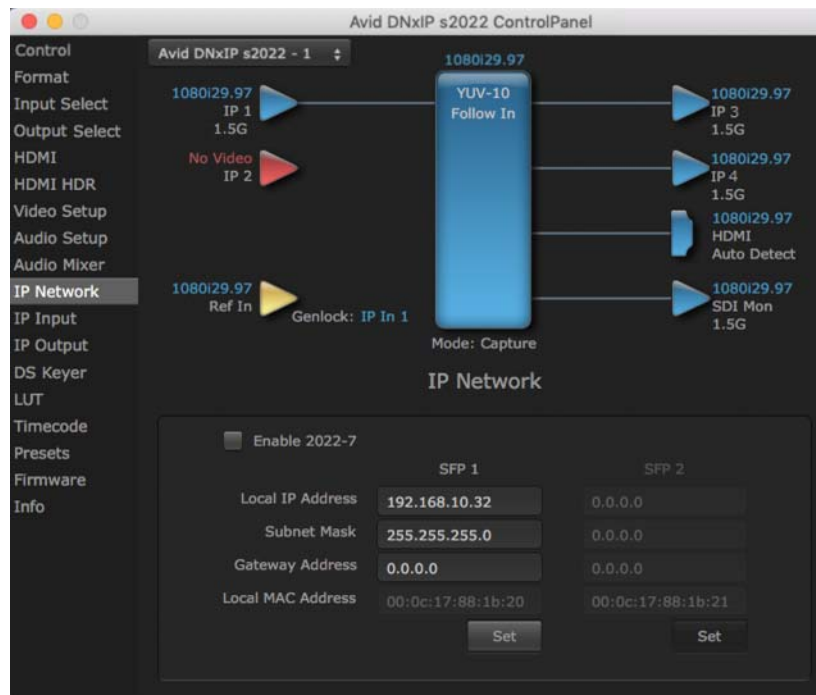 Avid DNxIP s2022 ControlPanel
Control
Format
Input Select
Output Select
HDMI
HDMI HDR
Video Setup
Audio Setup
Audio Mixer
IP Network
IP Input
IP Output
DS Keyer
LUT
Timecode
Presets
Firmware
Info
Avid DNxIP s2022 - 1
1080i29.97
YUV-10
Follow In
1080i29.97
IP 1
1.5G
No Video
IP 2
1080i29.97
Ref In
Genlock: IP In 1
1080i29.97
IP 3
1.5G
1080i29.97
IP 4
1.5G
1080i29.97
HDMI
Auto Detect
1080i29.97
SDI Mon
1.5G
Mode: Capture
IP Network
Enable 2022-7
SFP 1 SFP 2
Local IP Address 192.168.10.32 0.0.0.0
Subnet Mask 255.255.255.0 0.0.0.0
Gateway Address 0.0.0.0 0.0.0.0
Local MAC Address 00:0c:17:88:1b:20 00:0c:17:88:1b:21
Set Set